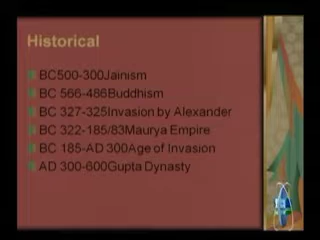 Historical
BC500-300Jainism
BC 566-486Buddhism
BC 327-325Invasion by Alexander
BC 322-185/83Maurya Empire
BC 185-AD 300Age of Invasion
AD 300-600Gupta Dynasty